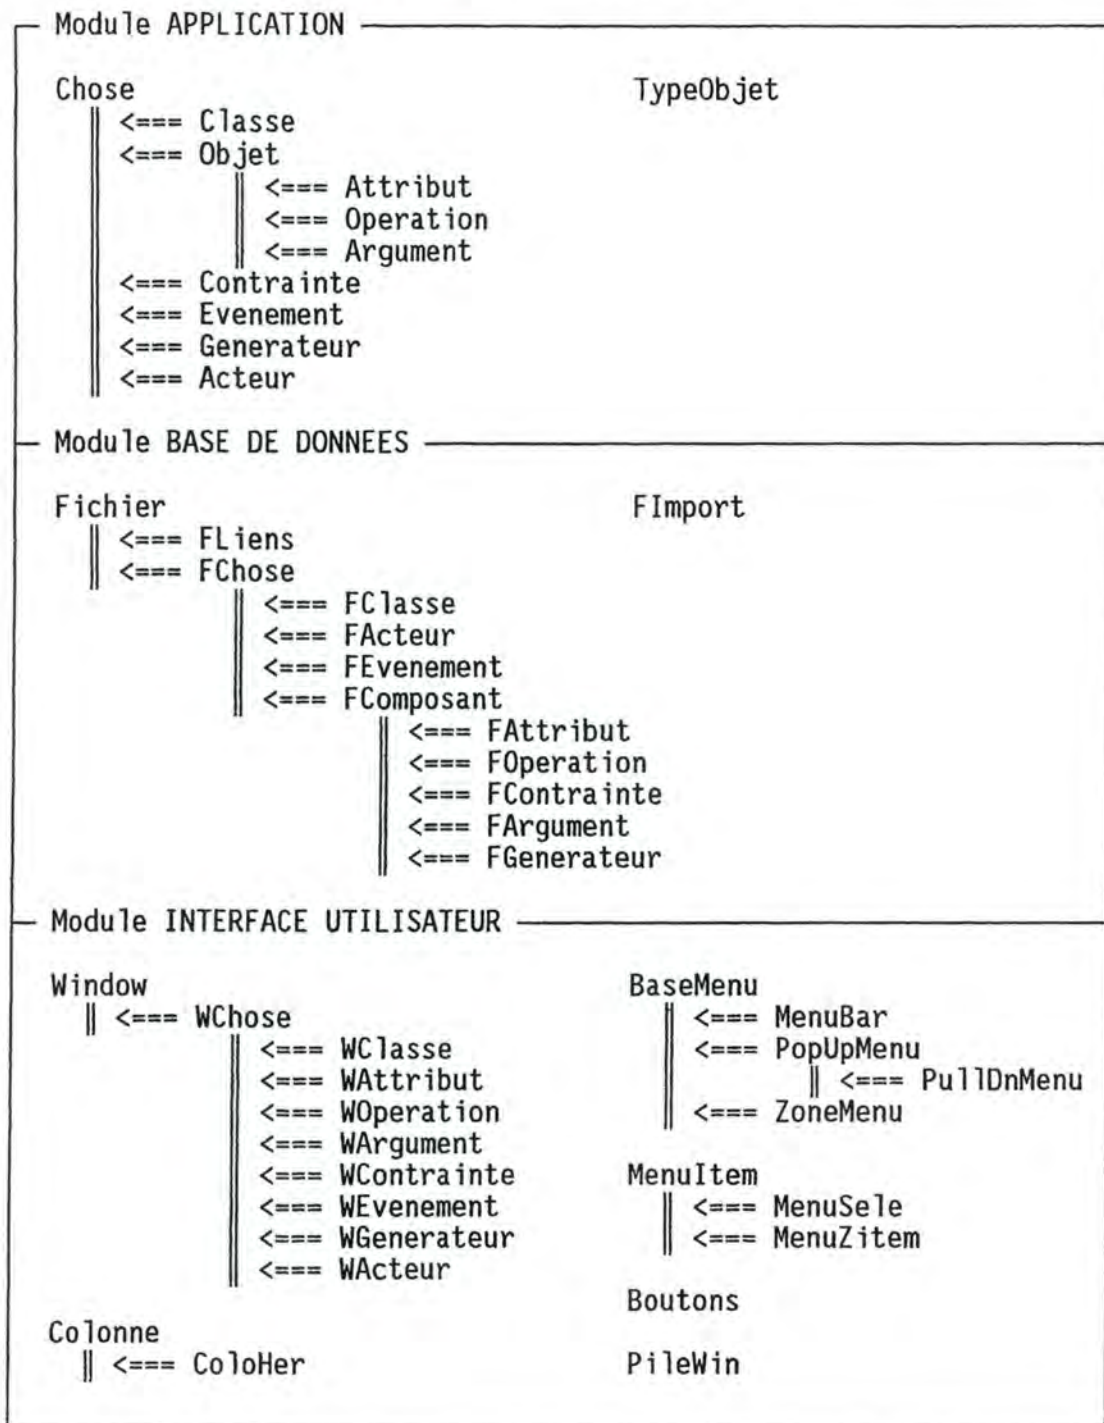 Module APPLICATION
Chose TypeObjet
<=== Classe
<=== Objet
<=== Attribut
<=== Operation
<=== Argument
<=== Contrainte
<=== Evenement
<=== Generateur
<=== Acteur
Module BASE DE DONNEES
Fichier FImport
<=== FLiens
<=== FChose
<=== FClasse
<=== FActeur
<=== FEvenement
<=== FComposant
<=== FAttribut
<=== FOperation
<=== FContrainte
<=== FArgument
<=== FGenerateur
Module INTERFACE UTILISATEUR
Window BaseMenu
<=== WChose <=== MenuBar
<=== WClasse <=== PopUpMenu
<=== WAttribut <=== PullDnMenu
<=== WOperation <=== ZoneMenu
<=== WArgument
<=== WContrainte MenuItem
<=== WEvenement <=== MenuSele
<=== WGenerateur <=== MenuZitem
<=== WActeur
Boutons
Colonne
<=== ColoHer PileWin